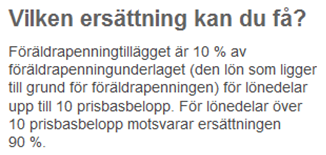 Vilken ersättning kan du få?
Föräldrapenningtillägget är 10 % av
föräldrapenningunderlaget (den lön som ligger
till grund för föräldrapenningen) för lönedelar
upp till 10 prisbasbelopp. För lönedelar över
10 prisbasbelopp motsvarar ersättningen
90 %.